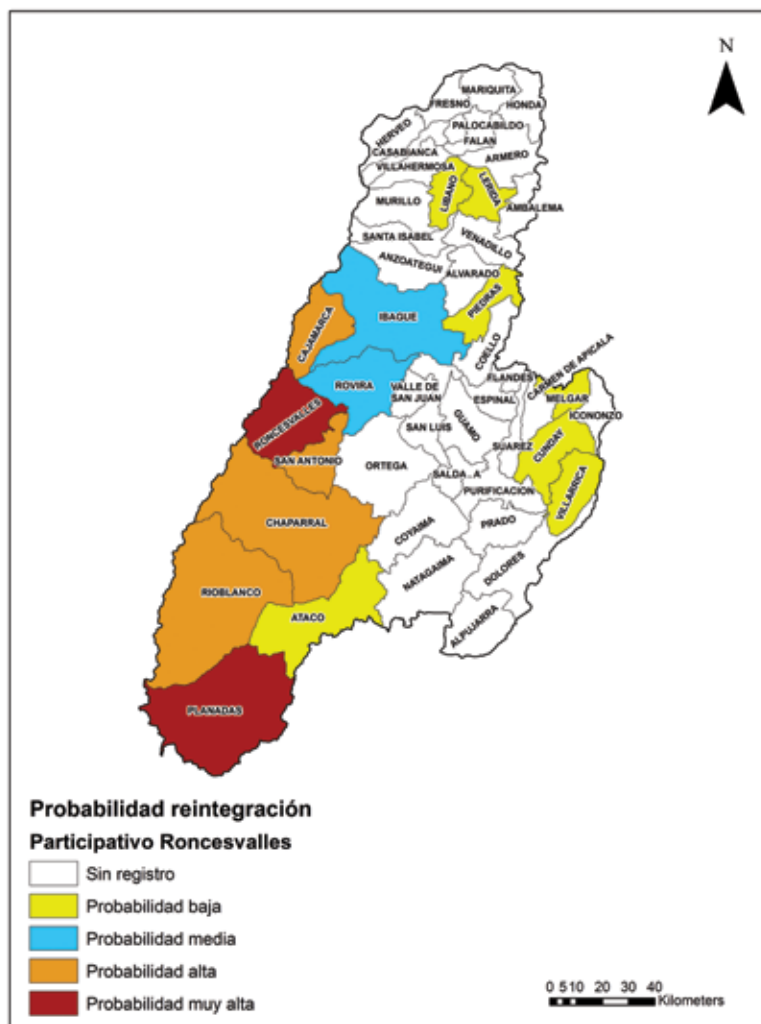 N
MARIQUITA
FRESNO
HONDA
HERVEO
PALOCABILDO
FALAN
CASABIANCA
ARMERO
VILLAHERMOSA
LIBANO
LERIDA
MURILLO
AMBALEMA
SANTA ISABEL
VENADILLO
ANZOATEGUI
ALVARADO
PIEDRAS
CAJAMARCA
IBAGUE
COELLO
CARMEN DE APICALA
ROVIRA
VALLE DE
SAN JUAN
FLANDES
ESPINAL
MELGAR
ICONONZO
RONCESVALLES
SAN LUIS
GUAMO
SUAREZ
CUNDAY
SAN ANTONIO
ORTEGA
SALDA..A
PURIFICACION
VILLARRICA
CHAPARRAL
COYAIMA
PRADO
RIOBLANCO
NATAGAIMA
DOLORES
ATACO
ALPUJARRA
PLANADAS
Probabilidad reintegración
Participativo Roncesvalles
Sin registro
Probabilidad baja
Probabilidad media
Probabilidad alta
Probabilidad muy alta
0 5 10 20 30 40
Kilometers